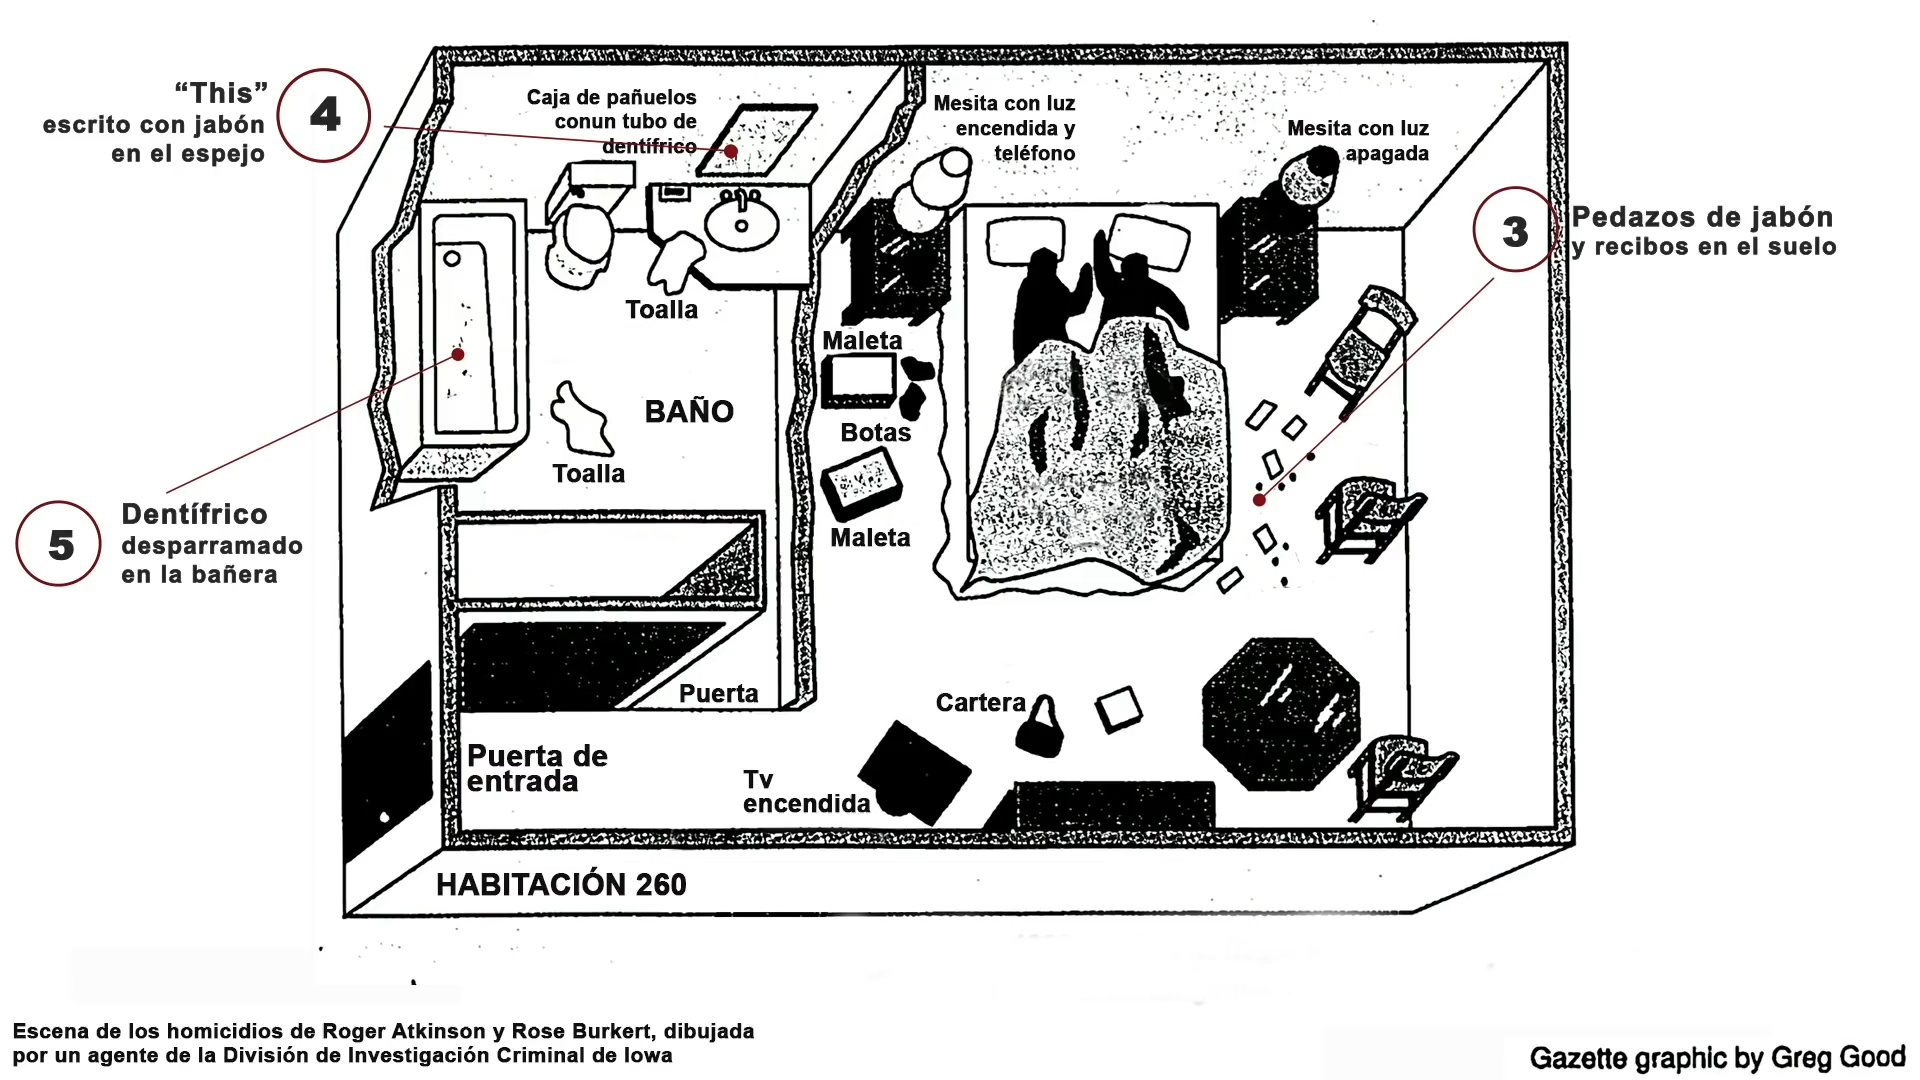 “This”
escrito con jabón
en el espejo
4
Caja de pañuelos
conun tubo de
dentífrico
Mesita con luz
encendida y
teléfono
Mesita con luz
apagada
3
Pedazos de jabón
y recibos en el suelo
Toalla
Maleta
BAÑO
Botas
Toalla
Maleta
5
Dentífrico
desparramado
en la bañera
Puerta
Cartera
Puerta de
entrada
Tv
encendida
HABITACIÓN 260
Escena de los homicidios de Roger Atkinson y Rose Burkert, dibujada
por un agente de la División de Investigación Criminal de Iowa
Gazette graphic by Greg Good